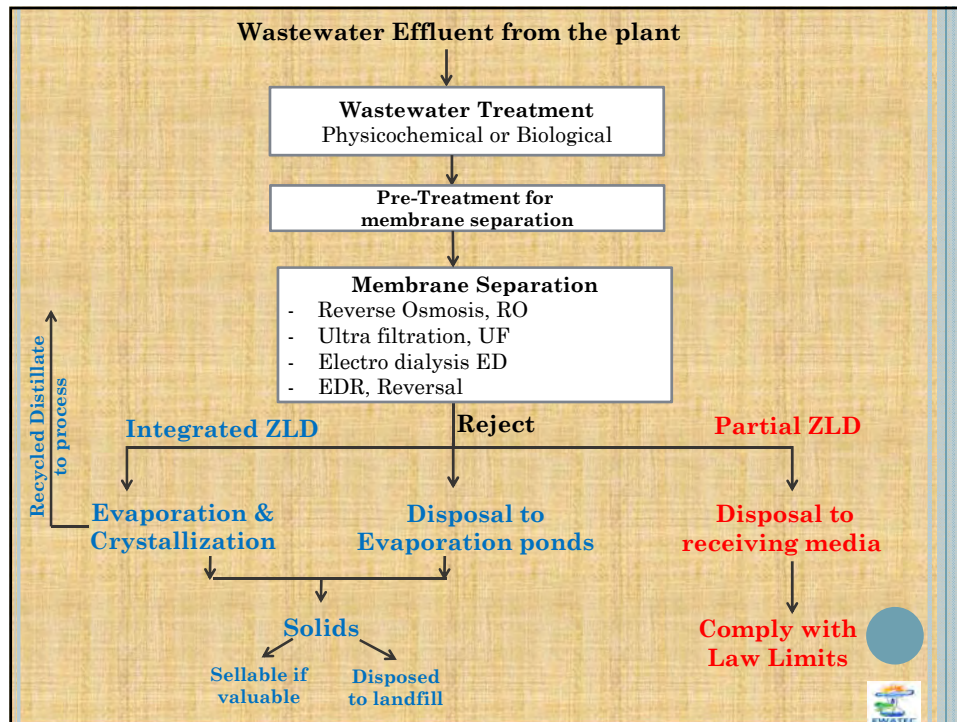 Wastewater Effluent from the plant
Wastewater Treatment
Physicochemical or Biological
Pre-Treatment for
membrane separation
Membrane Separation
- Reverse Osmosis, RO
- Ultra filtration, UF
- Electro dialysis ED
- EDR, Reversal
Recycled Distillate
to process
Integrated ZLD
Reject
Partial ZLD
Evaporation &
Crystallization
Disposal to
Evaporation ponds
Disposal to
receiving media
Solids
Sellable if
valuable
Disposed
to landfill
Comply with
Law Limits